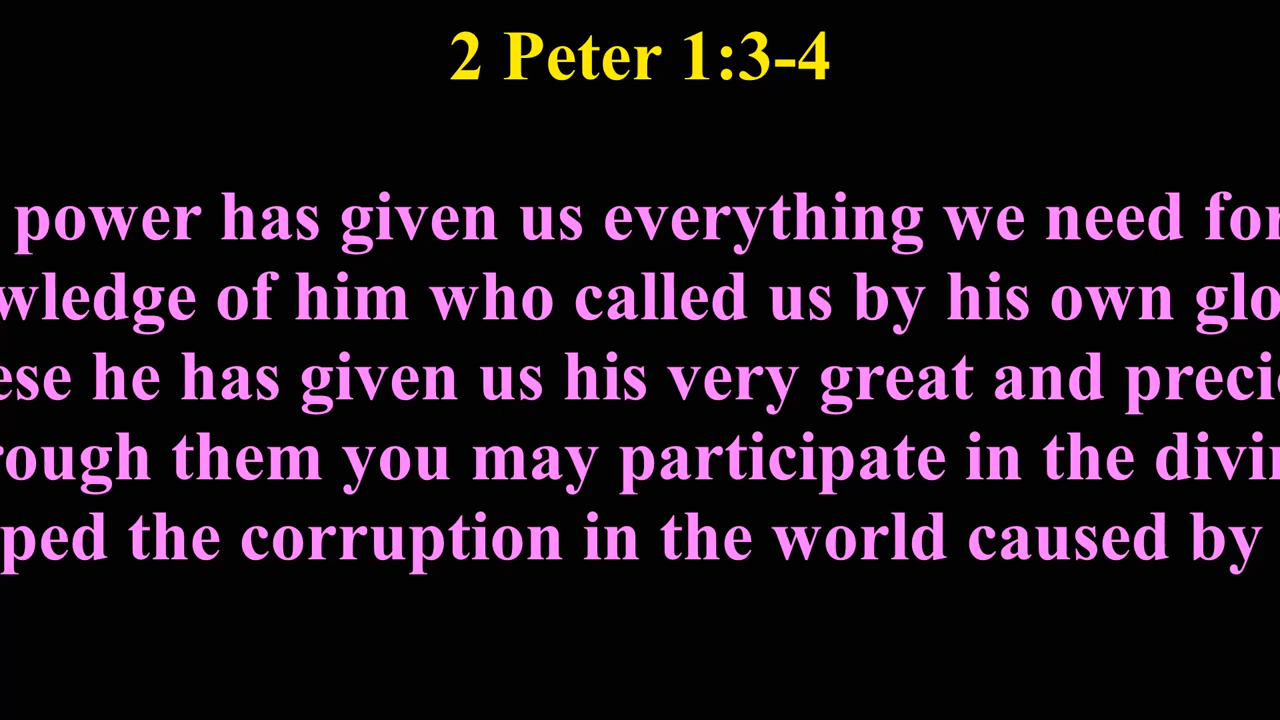 2 Peter 1:3-4
power has given us everything we need for
wledge of him who called us by his own glo
ese he has given us his very great and preci
rough them you may participate in the divin
ped the corruption in the world caused by